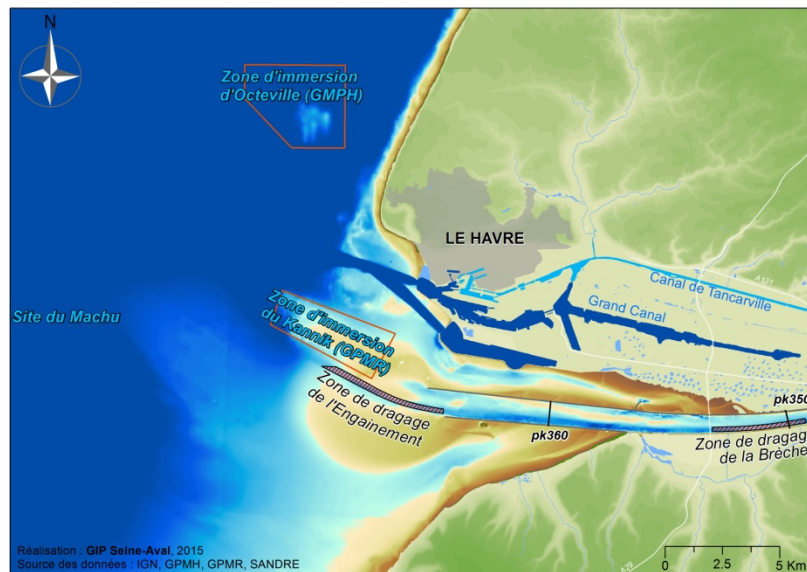 N
Zone d'immersion
d'Octeville (GMPH)
LE HAVRE
A131
Canal de Tancarville
Grand Canal
Site du Machu
Zone d'immersion
du Kannik (GPMR)
Zone de dragage
de l'Engainement
pk360
pk350
Zone de dragage
de la Brèche
A29
0 2.5 5 Km
Réalisation : GIP Seine-Aval, 2015
Source des données : IGN, GPMH, GPMR, SANDRE